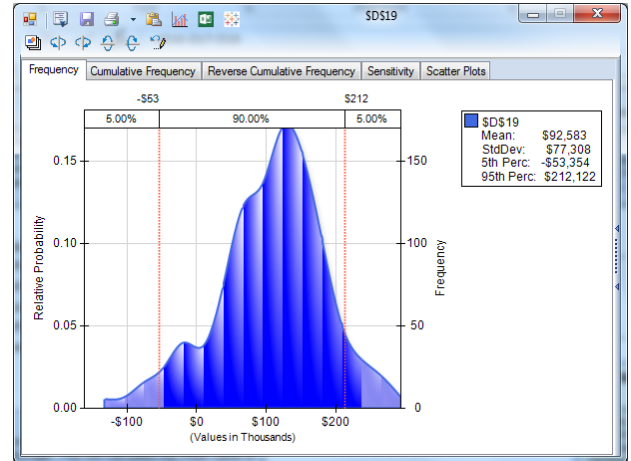 $D$19
Frequency Cumulative Frequency Reverse Cumulative Frequency Sensitivity Scatter Plots
-$53 $212
5.00% 90.00% 5.00%
$D$19
Mean: $92,583
StdDev: $77,308
5th Perc: -$53,354
95th Perc: $212,122
0.15 150
0.10 100
0.05 50
0.00 0
Relative Probability
Frequency
-$100 $0 $100 $200
(Values in Thousands)